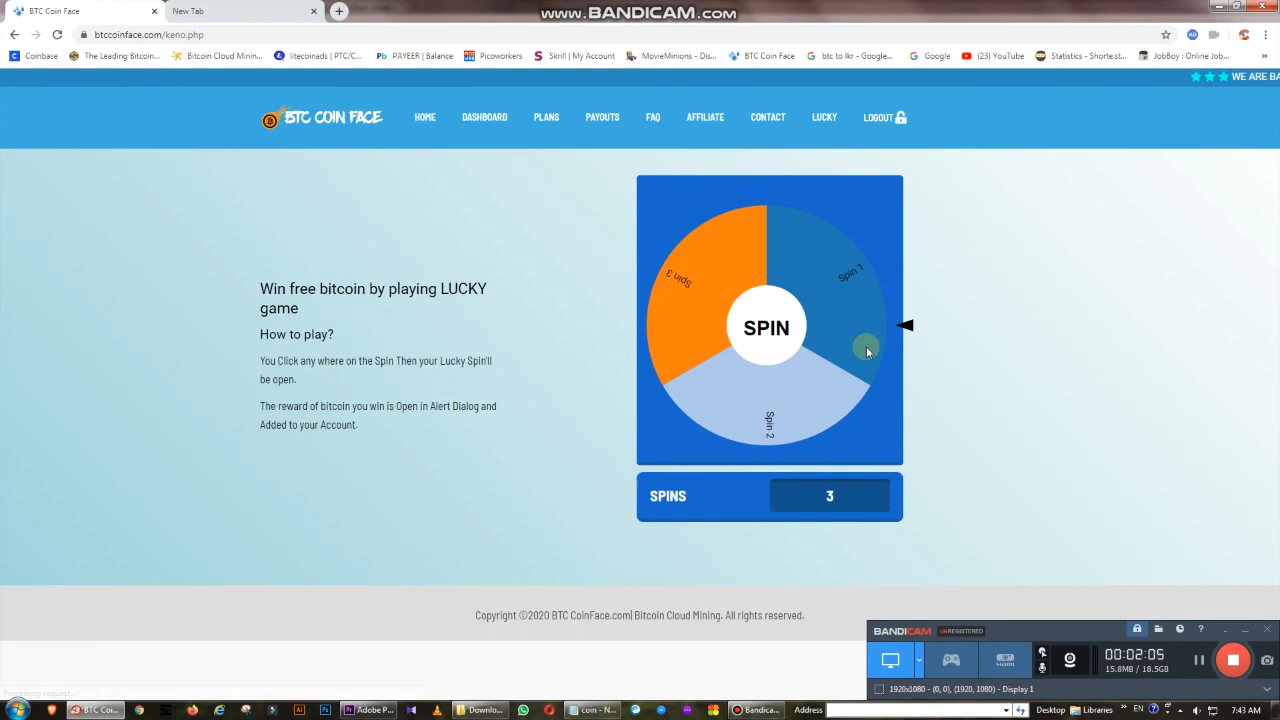 www.BANDICAM.com
BTC Coin Face
New Tab
btccoinface.com/keno.php
Coinbase
The Leading Bitcoin...
Bitcoin Cloud Minin...
litecoinads | PTC/C...
PAYEER | Balance
Picoworkers
Skrill | My Account
MovieMinions - Dis...
BTC Coin Face
btc to lkr - Google...
Google
(23) YouTube
Statistics - Shorte.st...
JobBoy : Online Job...
WE ARE BA
BTC COIN FACE
HOME
DASHBOARD
PLANS
PAYOUTS
FAQ
AFFILIATE
CONTACT
LUCKY
LOGOUT
Win free bitcoin by playing LUCKY
game
How to play?
You Click any where on the Spin Then your Lucky Spin'll
be open.
The reward of bitcoin you win is Open in Alert Dialog and
Added to your Account.
Spin 3
Spin 1
SPIN
Spin 2
SPINS
3
Copyright ©2020 BTC CoinFace.com| Bitcoin Cloud Mining. All rights reserved.
BANDICAM UNREGISTERED
HDMI
00:02:05
15.8MB / 18.5GB
1920x1080 - (0, 0), (1920, 1080) - Display 1
Processing request...
BTC Coi...
Adobe P...
Downlo...
coin - N...
Bandica...
Address
Desktop
Libraries
EN
7:43 AM